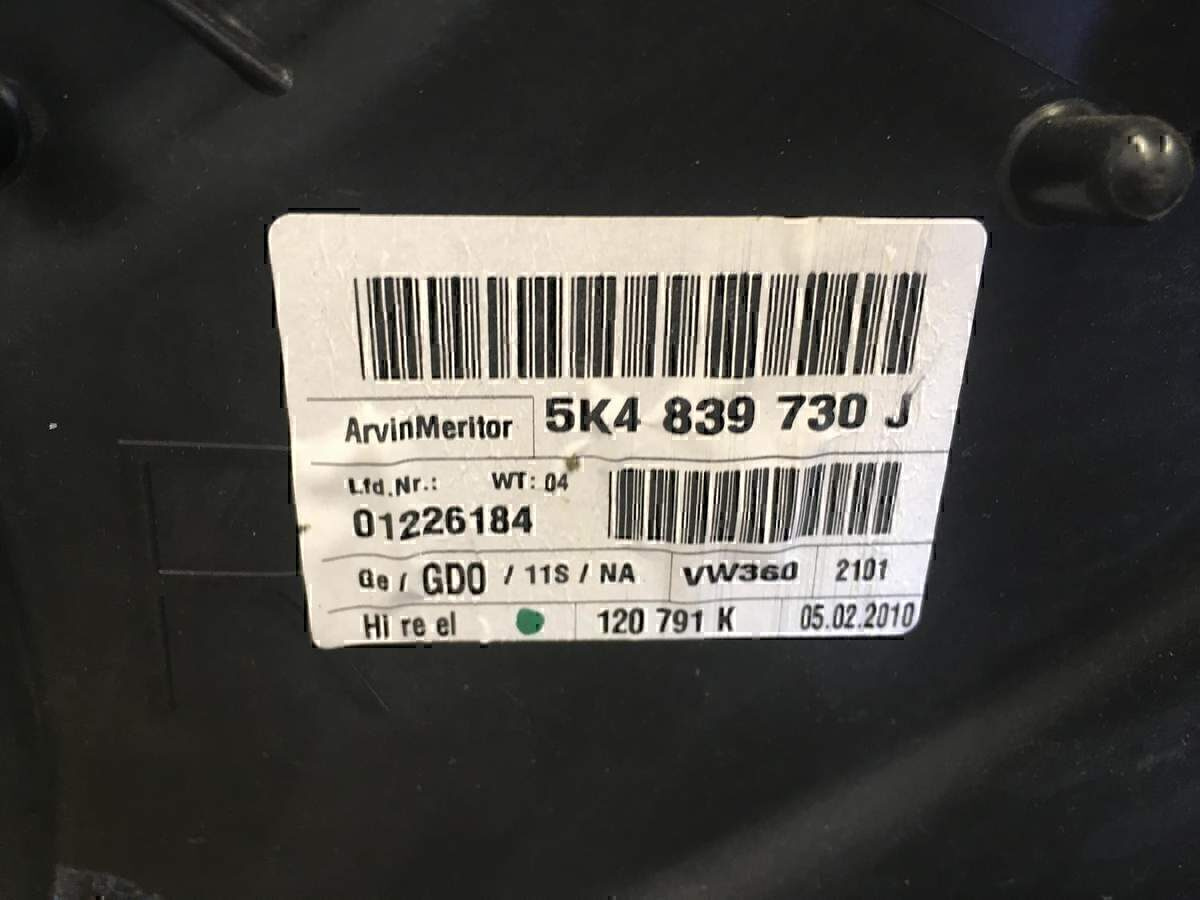 ArvinMeritor 5K4 839 730 J
Lfd.Nr.: WT: 04
01226184
Ge / GDO / 11S / NA VW360 2101
Hi re el 120 791 K 05.02.2010